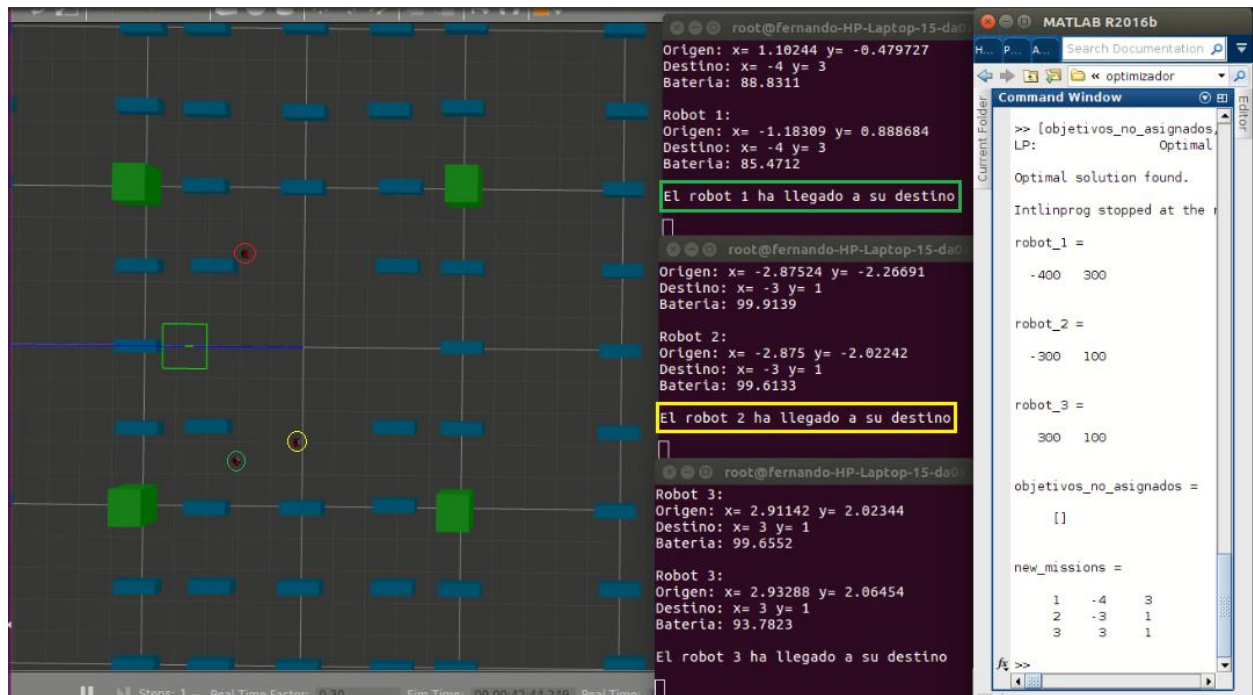 root@fernando-HP-Laptop-15-da0
Origen: x= 1.10244 y= -0.479727
Destino: x= -4 y= 3
Bateria: 88.8311
Robot 1:
Origen: x= -1.18309 y= 0.888684
Destino: x= -4 y= 3
Bateria: 85.4712
El robot 1 ha llegado a su destino
root@fernando-HP-Laptop-15-da0
Origen: x= -2.87524 y= -2.26691
Destino: x= -3 y= 1
Bateria: 99.9139
Robot 2:
Origen: x= -2.875 y= -2.02242
Destino: x= -3 y= 1
Bateria: 99.6133
El robot 2 ha llegado a su destino
root@fernando-HP-Laptop-15-da0
Robot 3:
Origen: x= 2.91142 y= 2.02344
Destino: x= 3 y= 1
Bateria: 99.6552
Robot 3:
Origen: x= 2.93288 y= 2.06454
Destino: x= 3 y= 1
Bateria: 93.7823
El robot 3 ha llegado a su destino
MATLAB R2016b
H... P... A... Search Documentation
« optimizador
Current Folder
Command Window
Editor
>> [objetivos_no_asignados,
LP: Optimal
Optimal solution found.
Intlinprog stopped at the
robot_1 =
-400 300
robot_2 =
-300 100
robot_3 =
300 100
objetivos_no_asignados =
[]
new_missions =
1 -4 3
2 -3 1
3 3 1
fx >>
Steps: 1 Real Time Factor: 0.30 Sim Time: 00:00:42:44.248 Real Time: